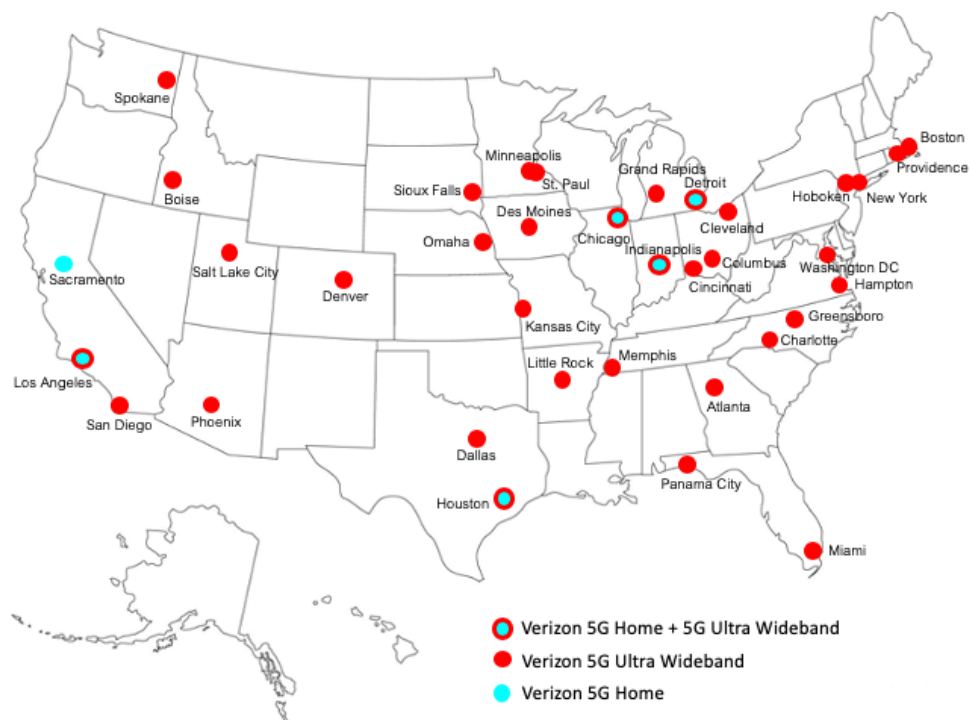 Spokane
Boise
Sacramento
Los Angeles
San Diego
Salt Lake City
Phoenix
Denver
Sioux Falls
Omaha
Minneapolis
St. Paul
Des Moines
Kansas City
Little Rock
Memphis
Dallas
Houston
Chicago
Indianapolis
Grand Rapids
Detroit
Cleveland
Columbus
Cincinnati
Boston
Providence
Hoboken
New York
Washington DC
Hampton
Greensboro
Charlotte
Atlanta
Panama City
Miami
Verizon 5G Home + 5G Ultra Wideband
Verizon 5G Ultra Wideband
Verizon 5G Home